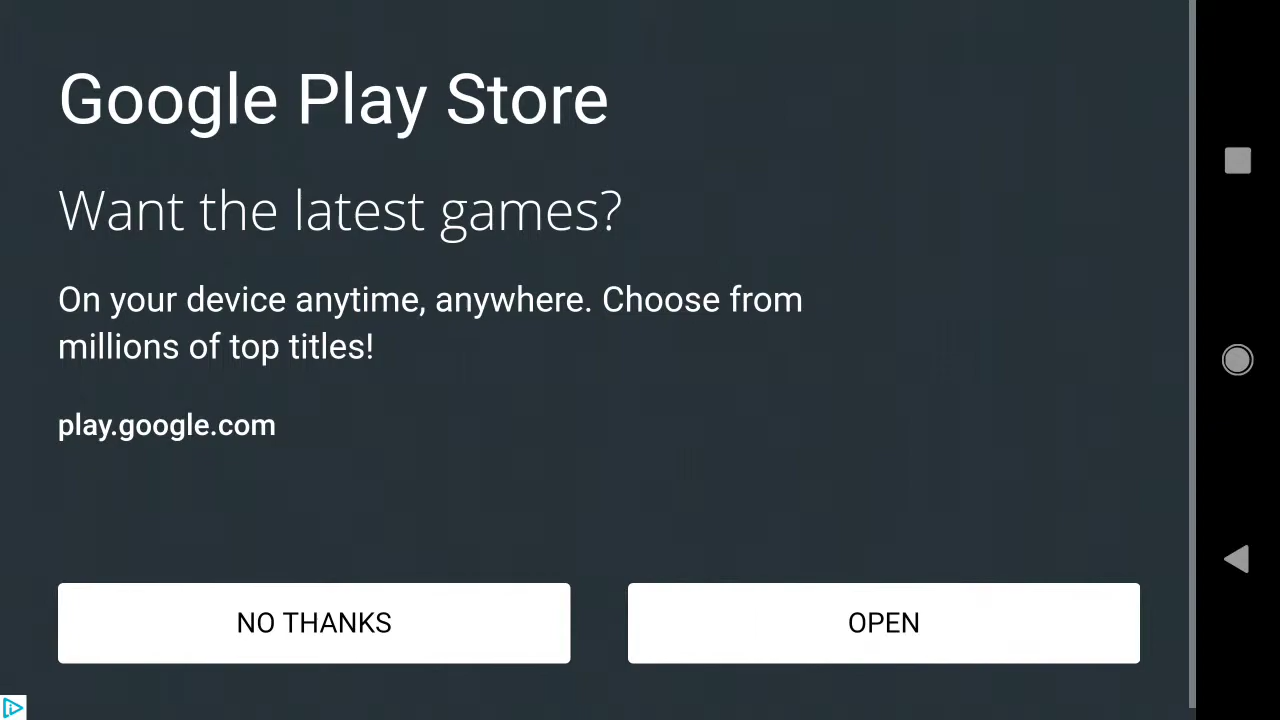 Google Play Store
Want the latest games?
On your device anytime, anywhere. Choose from
millions of top titles!
play.google.com
NO THANKS
OPEN